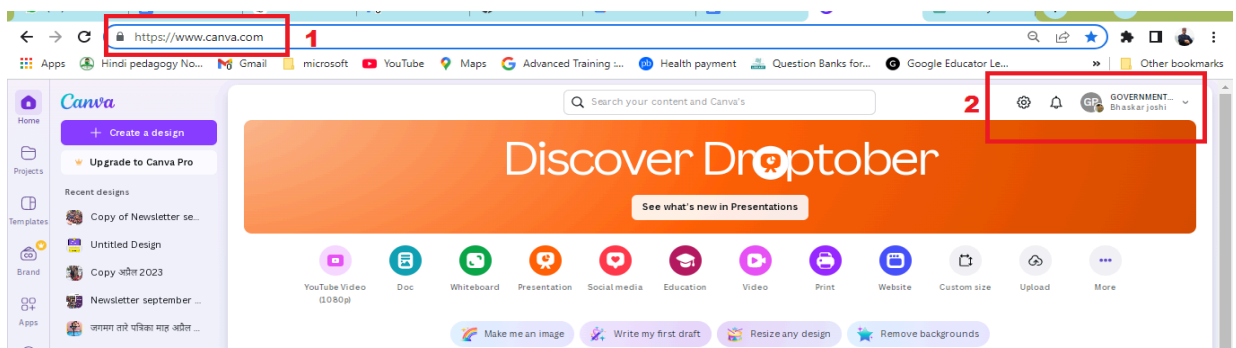 https://www.canva.com
1
Apps
Hindi pedagogy No...
Gmail
microsoft
YouTube
Maps
Advanced Training :...
Health payment
Question Banks for...
Google Educator Le...
»
Other bookmarks
Home
Projects
Templates
Brand
Apps
Canva
+ Create a design
Upgrade to Canva Pro
Recent designs
Copy of Newsletter se...
Untitled Design
Copy अप्रैल 2023
Newsletter september ...
जगमग तारे पत्रिका माह अप्रैल ...
Search your content and Canva's
2
GP
GOVERNMENT...
Bhaskar joshi
Discover Droptober
See what's new in Presentations
YouTube Video
(1080p)
Doc
Whiteboard
Presentation
Social media
Education
Video
Print
Website
Custom size
Upload
More
Make me an image
Write my first draft
Resize any design
Remove backgrounds